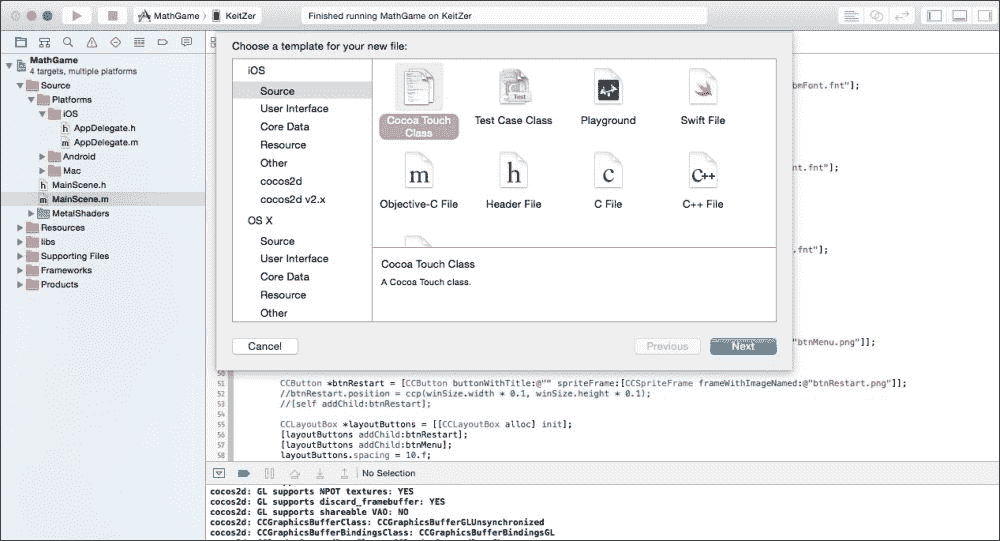 MathGame
KeitZer
Finished running MathGame on KeitZer
MathGame
4 targets, multiple platforms
Source
Platforms
iOS
h AppDelegate.h
m AppDelegate.m
Android
Mac
h MainScene.h
m MainScene.m
MetalShaders
Resources
libs
Supporting Files
Frameworks
Products
Choose a template for your new file:
iOS
Source
User Interface
Core Data
Resource
Other
cocos2d
cocos2d v2.x
OS X
Source
User Interface
Core Data
Resource
Other
Cocoa Touch Class
Test
Test Case Class
Playground
Swift File
m
Objective-C File
h
Header File
c
C File
C++
C++ File
Cocoa Touch Class
A Cocoa Touch class.
Cancel
Previous
Next
bmFont.fnt"];
nt.fnt"];
.fnt"];
"btnMenu.png"]];
50
51 CCButton *btnRestart = [CCButton buttonWithTitle:@"" spriteFrame:[CCSpriteFrame frameWithImageNamed:@"btnRestart.png"]];
52 //btnRestart.position = ccp(winSize.width * 0.1, winSize.height * 0.1);
53 //[self addChild:btnRestart];
54
55 CCLayoutBox *layoutButtons = [[CCLayoutBox alloc] init];
56 [layoutButtons addChild:btnRestart];
57 [layoutButtons addChild:btnMenu];
58 layoutButtons.spacing = 10.f;
No Selection
cocos2d: GL supports NPOT textures: YES
cocos2d: GL supports discard_framebuffer: YES
cocos2d: GL supports shareable VAO: NO
cocos2d: CCGraphicsBufferClass: CCGraphicsBufferGLUnsynchronized
cocos2d: CCGraphicsBufferBindingsClass: CCGraphicsBufferBindingsGL